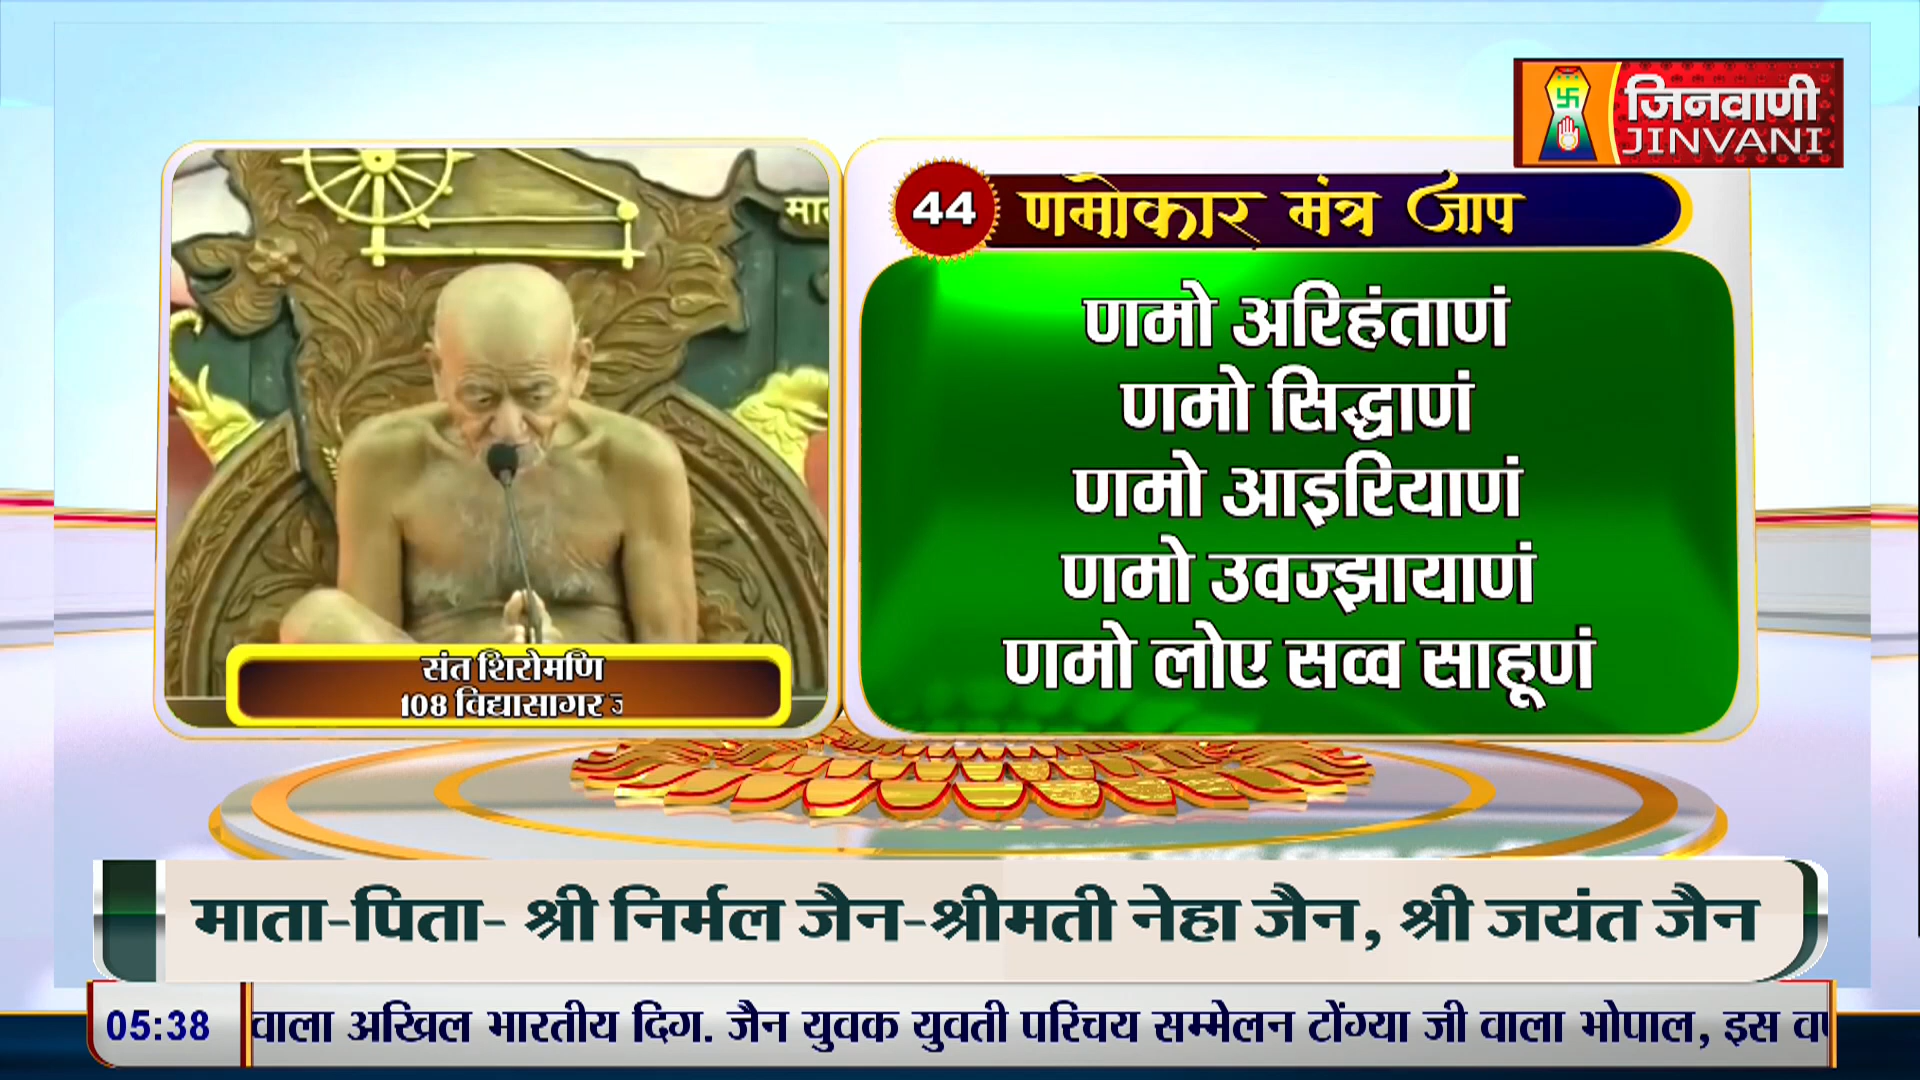 जिनवाणी
JINVANI
44 णमोकार मंत्र जाप
णमो अरिहंताणं
णमो सिद्धाणं
णमो आइरियाणं
णमो उवज्झायाणं
णमो लोए सव्व साहूणं
संत शिरोमणि
108 विद्यासागर
माता-पिता- श्री निर्मल जैन-श्रीमती नेहा जैन, श्री जयंत जैन
05:38 वाला अखिल भारतीय दिग. जैन युवक युवती परिचय सम्मेलन टोंग्या जी वाला भोपाल, इस